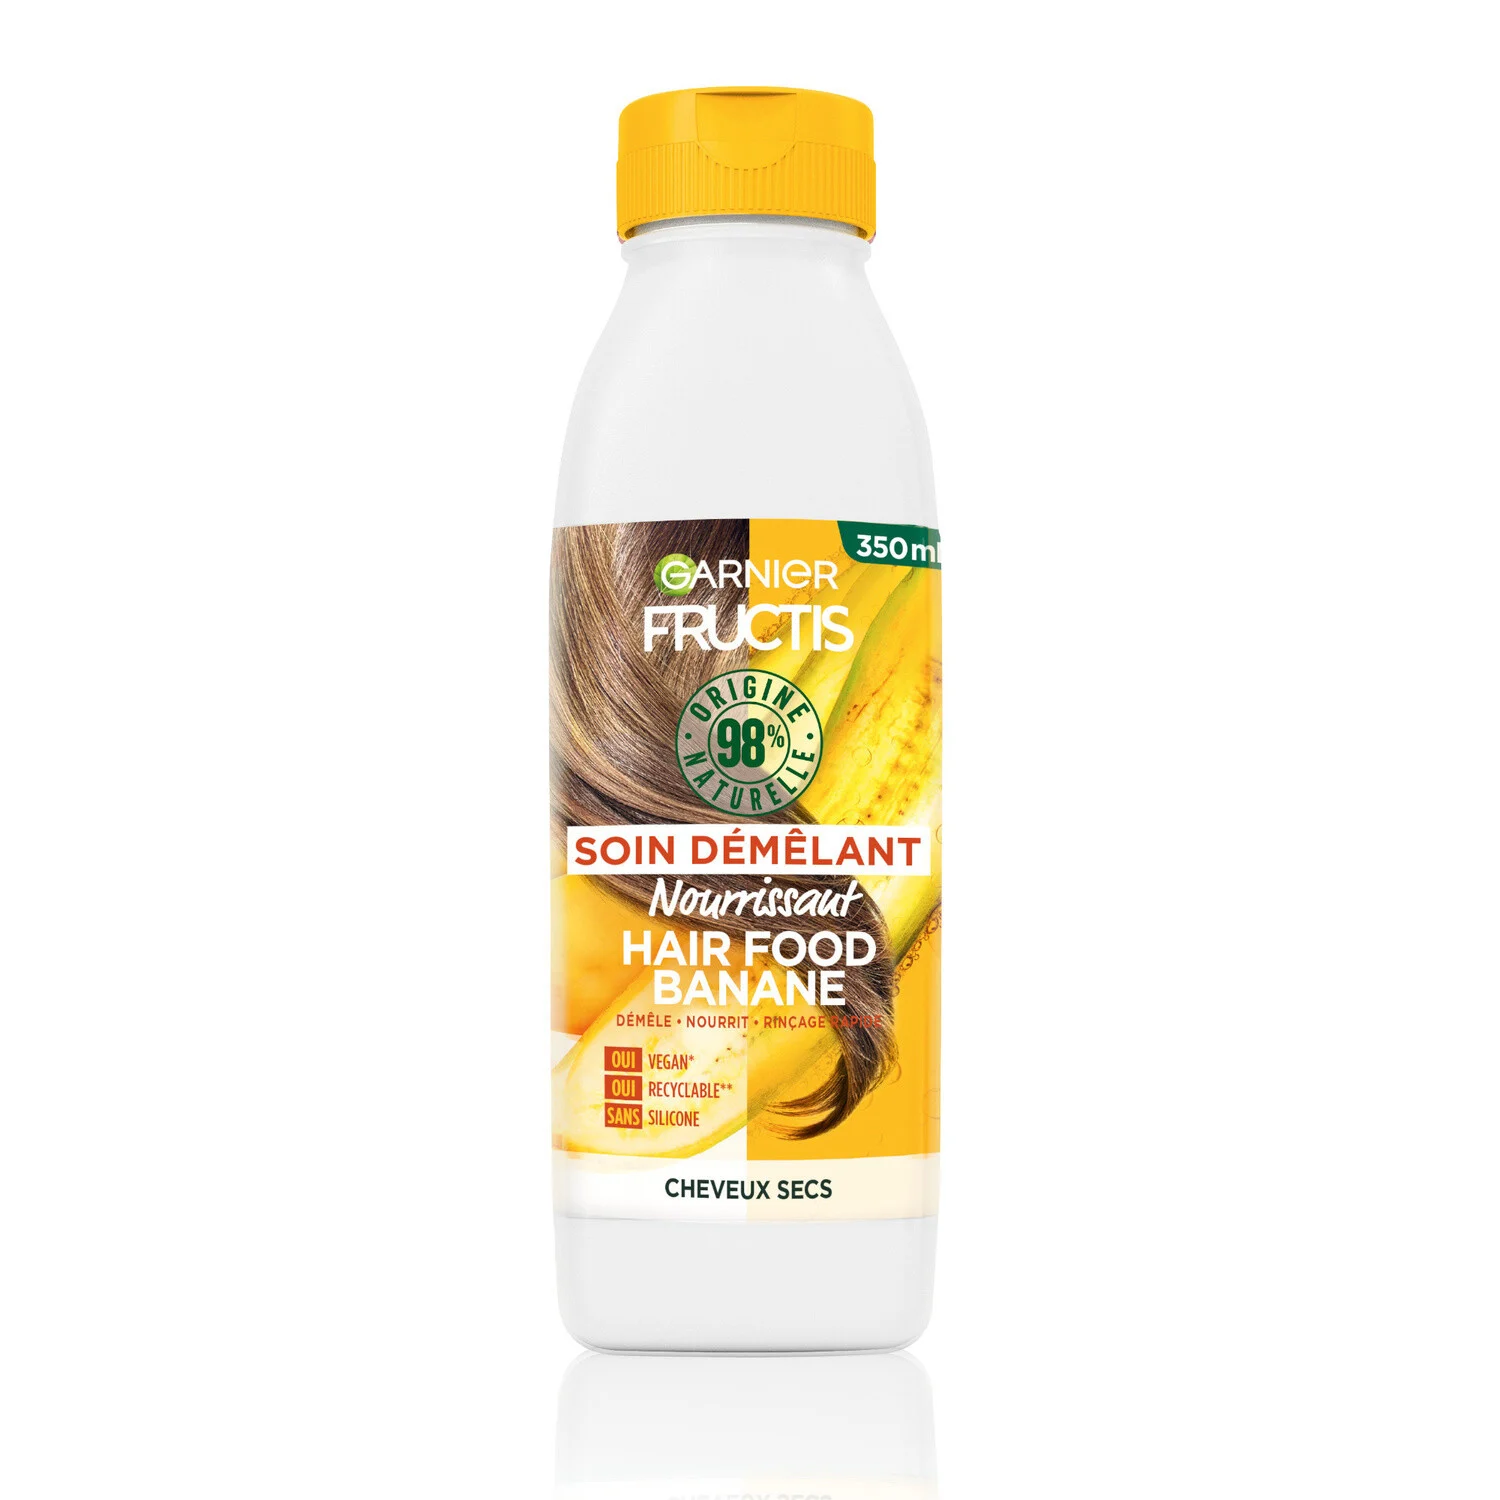 350ml
GARNIER
FRUCTIS
ORIGINE
98%
NATURELLE
SOIN DÉMÊLANT
Nourrissant
HAIR FOOD
BANANE
DÉMÊLE • NOURRIT • RINÇAGE RAPIDE
OUI VEGAN*
OUI RECYCLABLE**
SANS SILICONE
CHEVEUX SECS